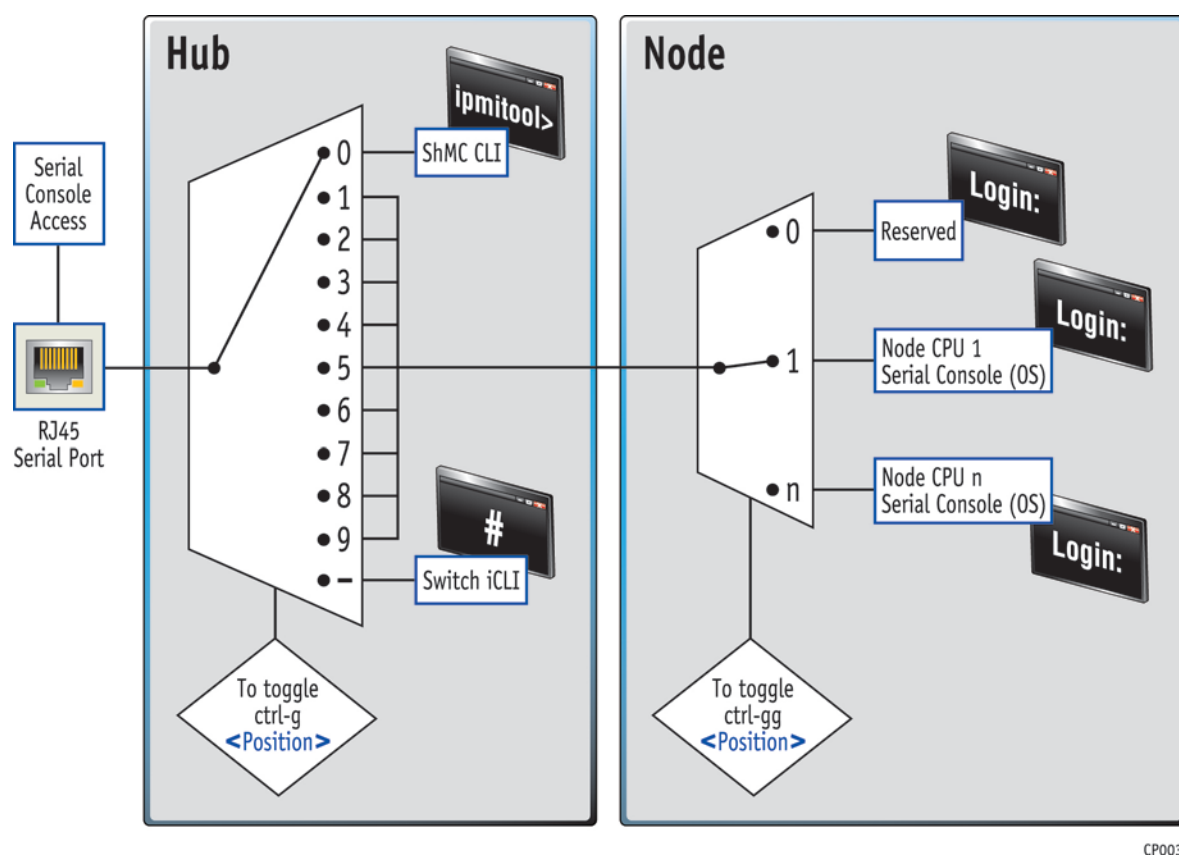 Hub
Node
Serial
Console
Access
RJ45
Serial Port
0
1
2
3
4
5
6
7
8
9
-
ipmitool>
ShMC CLI
#
Switch iCLI
To toggle
ctrl-g
<Position>
0
1
n
Login:
Reserved
Login:
Node CPU 1
Serial Console (OS)
Node CPU n
Serial Console (OS)
Login:
To toggle
ctrl-gg
<Position>
CP003